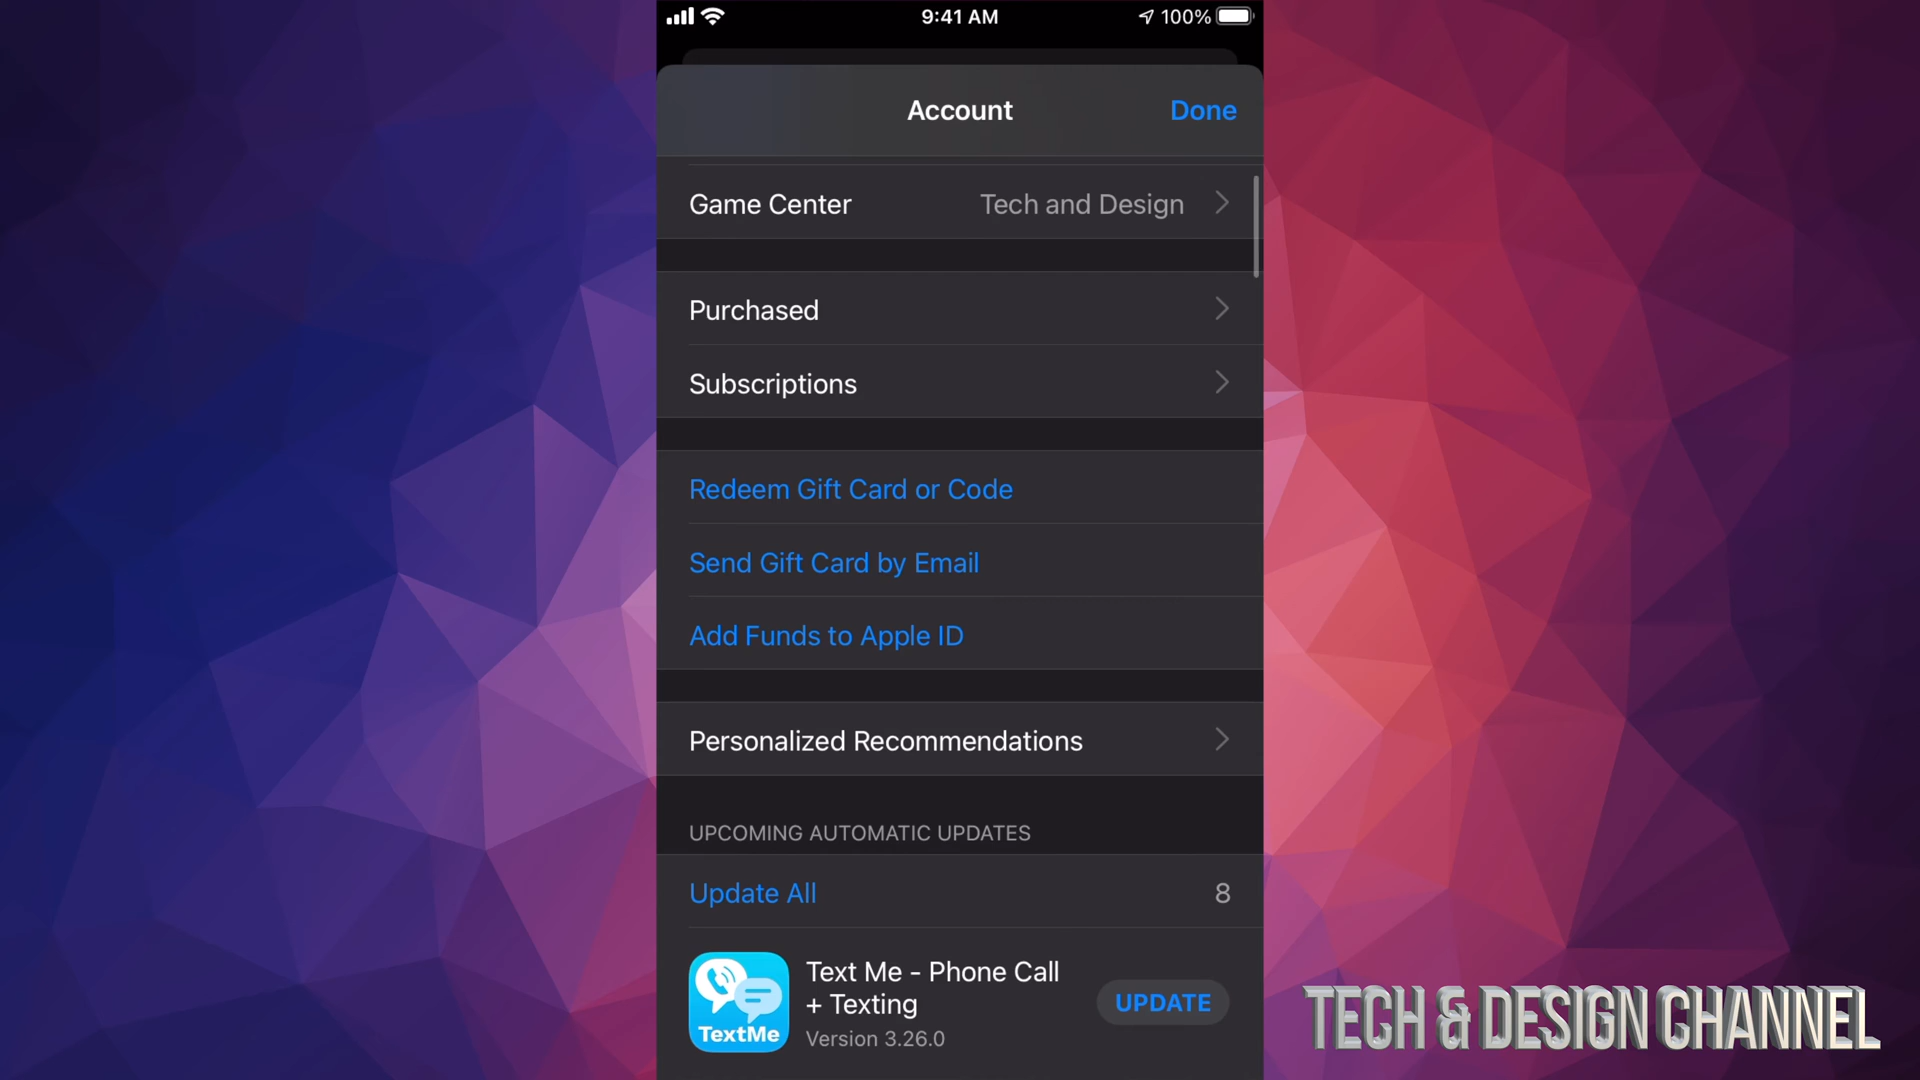 9:41 AM
100%
Account
Done
Game Center
Tech and Design
Purchased
Subscriptions
Redeem Gift Card or Code
Send Gift Card by Email
Add Funds to Apple ID
Personalized Recommendations
UPCOMING AUTOMATIC UPDATES
Update All
8
TextMe
Text Me - Phone Call
+ Texting
Version 3.26.0
UPDATE
TECH & DESIGN CHANNEL